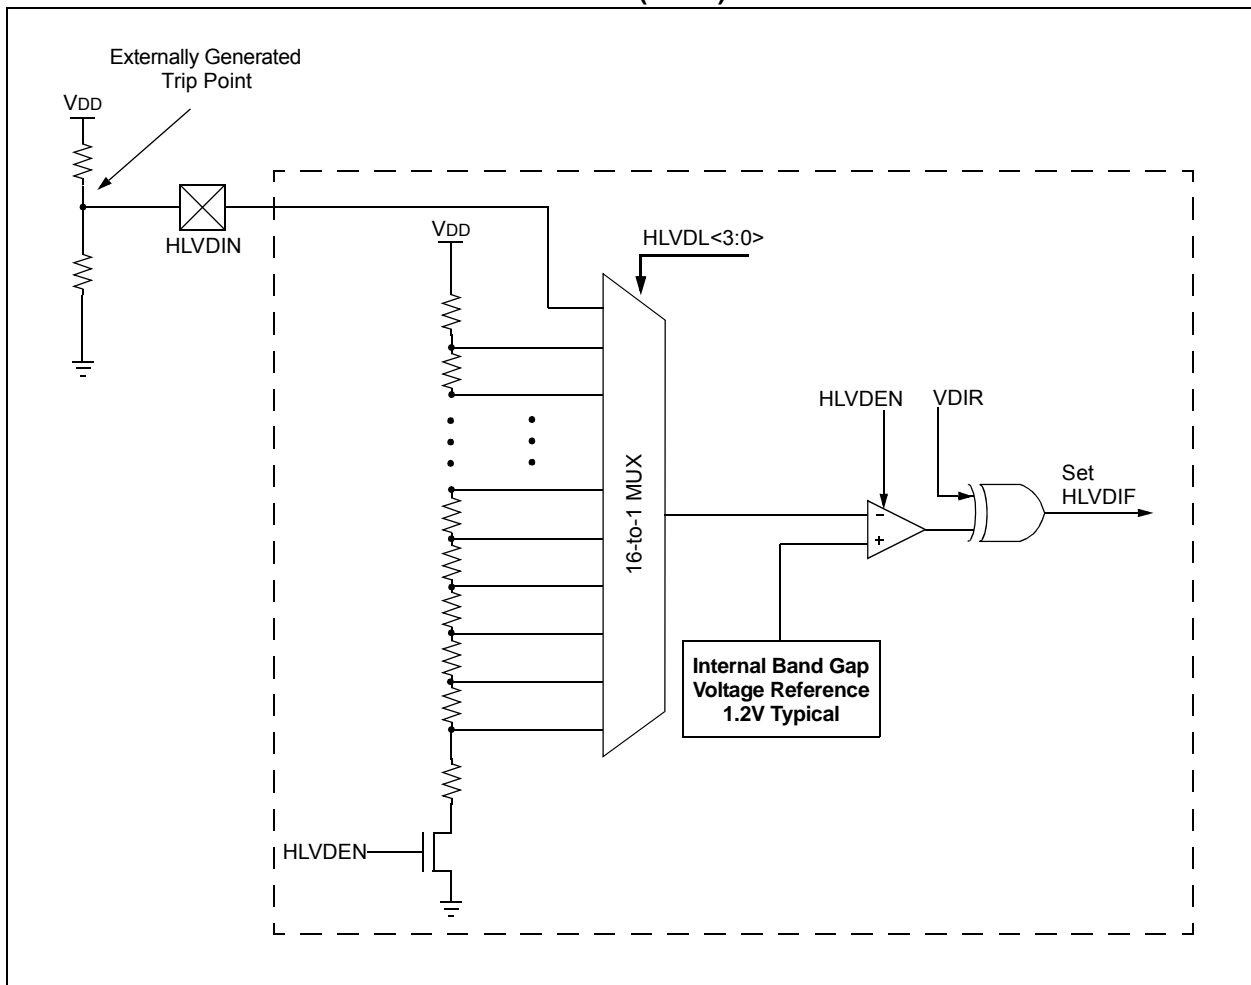 Externally Generated
Trip Point
VDD
HLVDIN
VDD
HLVDL<3:0>
16-to-1 MUX
HLVDEN
VDIR
Set
HLVDIF
-
+
Internal Band Gap
Voltage Reference
1.2V Typical
HLVDEN